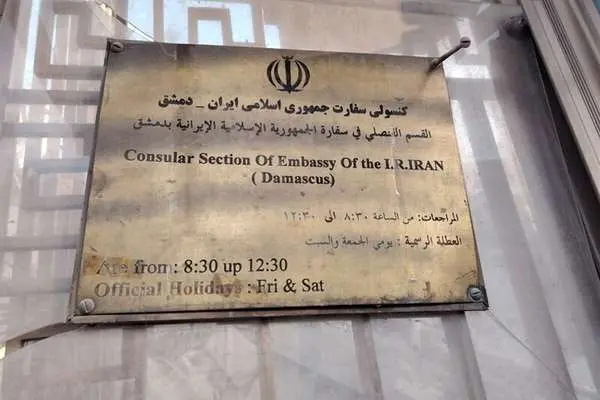 کنسولی سفارت جمهوری اسلامی ایران _ دمشق
القسم القنصلي في سفارة الجمهورية الإسلامية الإيرانية بدمشق
Consular Section Of Embassy Of the I.R.IRAN
( Damascus)
المراجعات: من الساعة ٨:٣٠ الى ١٢:٣٠
العطلة الرسمية : يومي الجمعة والسبت
Are from: 8:30 up 12:30
Official Holidays : Fri & Sat